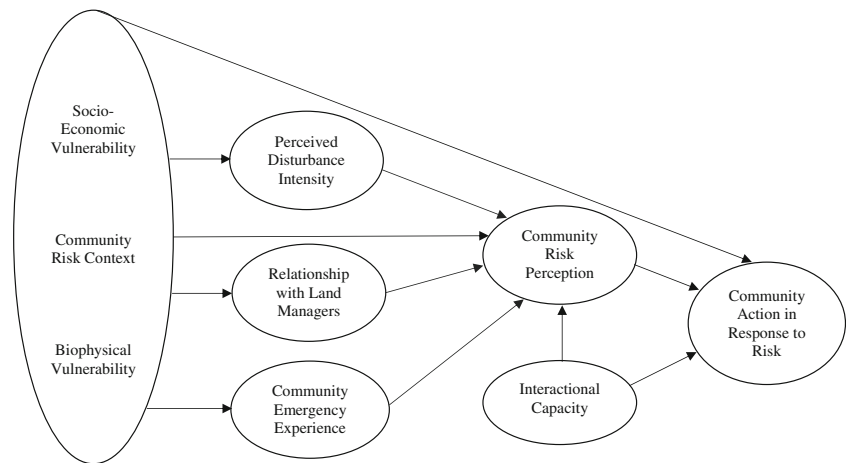 Socio-
Economic
Vulnerability
Community
Risk Context
Biophysical
Vulnerability
Perceived
Disturbance
Intensity
Relationship
with Land
Managers
Community
Emergency
Experience
Community
Risk
Perception
Interactional
Capacity
Community
Action in
Response to
Risk